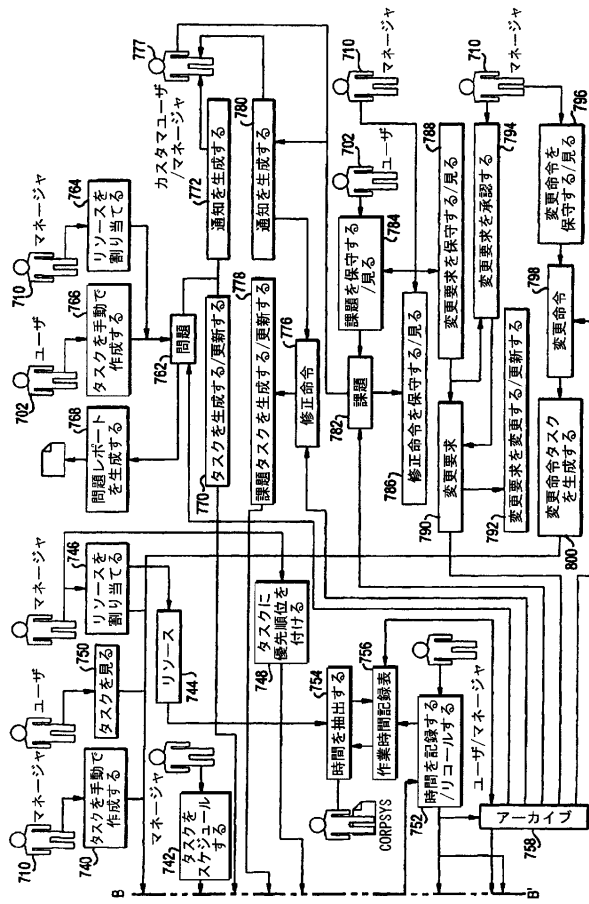 710
マネージャ
740
タスクを手動で
作成する
ユーザ
750
タスクを見る
マネージャ
746
リソースを
割り当てる
768
問題レポート
を生成する
702
ユーザ
766
タスクを手動で
作成する
710
マネージャ
764
リソースを
割り当てる
762
問題
777
カスタマユーザ
/マネージャ
B
742
タスクを
スケジュール
する
マネージャ
744
リソース
748
タスクに
優先順位を
付ける
770
タスクを生成する/更新する
772
通知を生成する
778
課題タスクを生成する/更新する
780
通知を生成する
776
修正命令
CORPSYS
754
時間を抽出する
756
作業時間記録表
752
時間を記録する
/リコールする
ユーザ/マネージャ
782
課題
784
課題を保守する
/見る
702
ユーザ
710
マネージャ
786
修正命令を保守する/見る
788
変更要求を保守する/見る
790
変更要求
794
変更要求を承認する
792
変更要求を変更する/更新する
710
マネージャ
796
変更命令を
保守する/見る
798
変更命令
800
変更命令タスク
を生成する
758
アーカイブ
B'